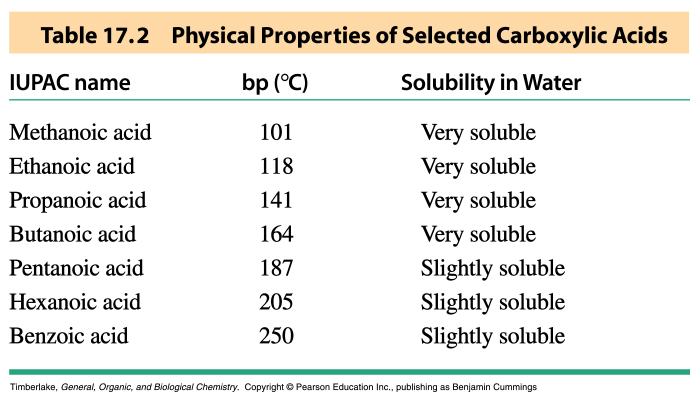 Table 17.2 Physical Properties of Selected Carboxylic Acids
IUPAC name bp (°C) Solubility in Water
Methanoic acid 101 Very soluble
Ethanoic acid 118 Very soluble
Propanoic acid 141 Very soluble
Butanoic acid 164 Very soluble
Pentanoic acid 187 Slightly soluble
Hexanoic acid 205 Slightly soluble
Benzoic acid 250 Slightly soluble
Timberlake, General, Organic, and Biological Chemistry. Copyright © Pearson Education Inc., publishing as Benjamin Cummings